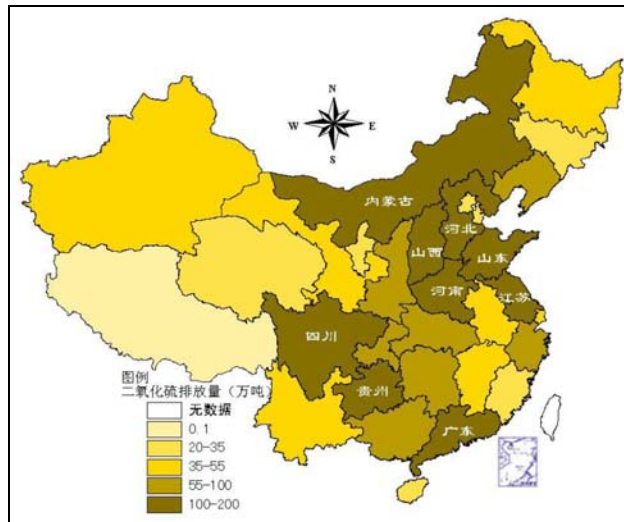 N
W E
S
内蒙古
河北
山西
山东
河南
江苏
四川
贵州
广东
图例
二氧化硫排放量（万吨）
无数据
0.1
20-35
35-55
55-100
100-200